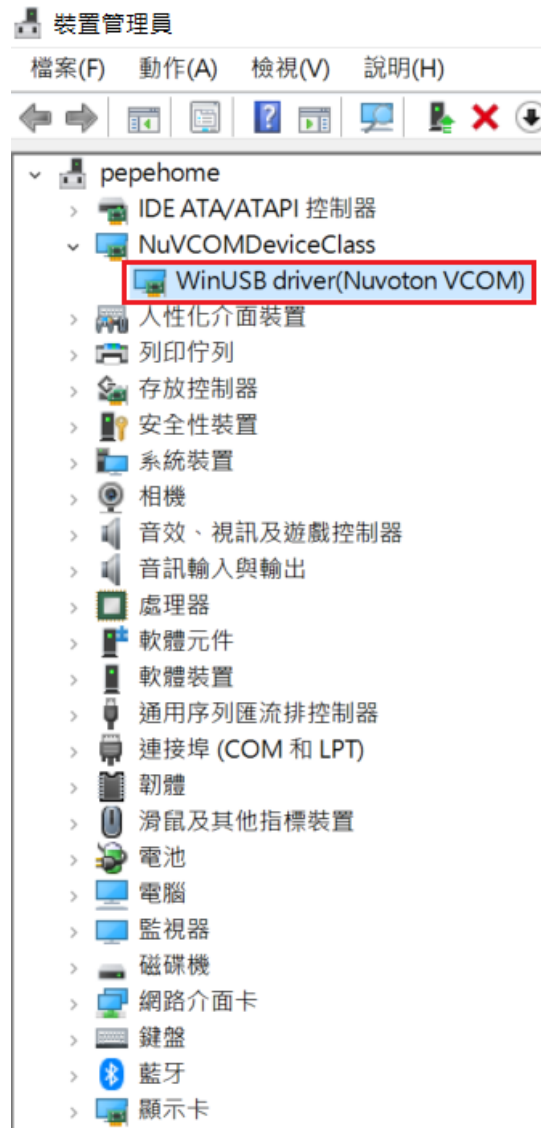 裝置管理員
檔案(F) 動作(A) 檢視(V) 說明(H)
pepehome
IDE ATA/ATAPI 控制器
NuVCOMDeviceClass
WinUSB driver(Nuvoton VCOM)
人性化介面裝置
列印佇列
存放控制器
安全性裝置
系統裝置
相機
音效、視訊及遊戲控制器
音訊輸入與輸出
處理器
軟體元件
軟體裝置
通用序列匯流排控制器
連接埠 (COM 和 LPT)
韌體
滑鼠及其他指標裝置
電池
電腦
監視器
磁碟機
網路介面卡
鍵盤
藍牙
顯示卡